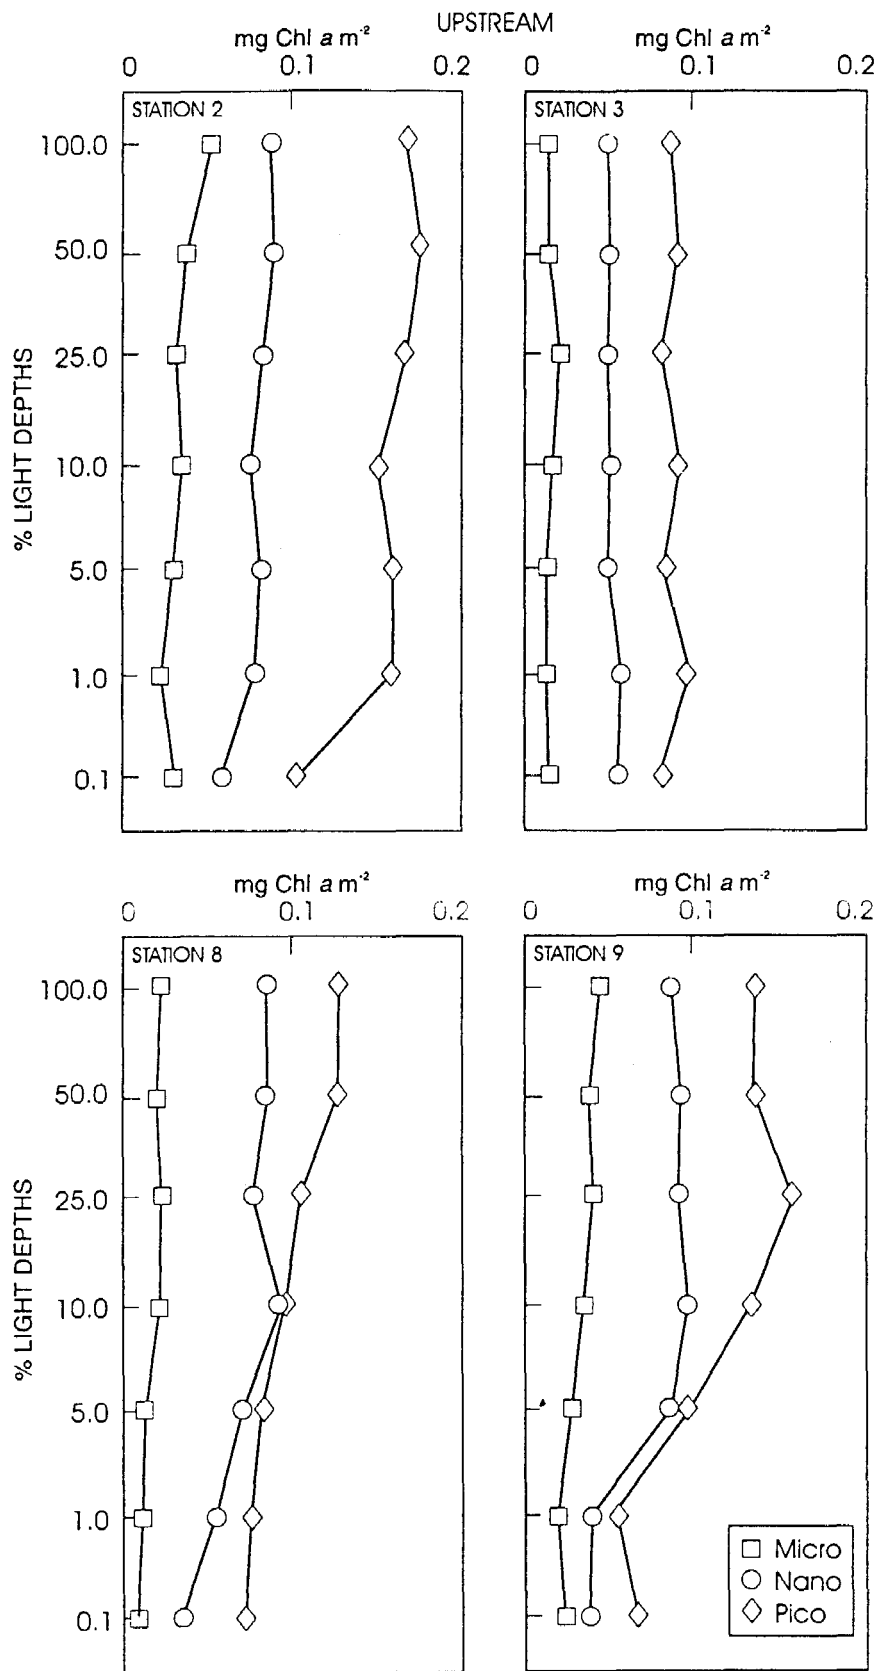 UPSTREAM
mg Chl a m⁻² mg Chl a m⁻²
0 0.1 0.2 0 0.1 0.2
STATION 2 STATION 3
100.0
50.0
25.0
10.0
5.0
1.0
0.1
% LIGHT DEPTHS
mg Chl a m⁻² mg Chl a m⁻²
0 0.1 0.2 0 0.1 0.2
STATION 8 STATION 9
100.0
50.0
25.0
10.0
5.0
1.0
0.1
% LIGHT DEPTHS
Micro
Nano
Pico